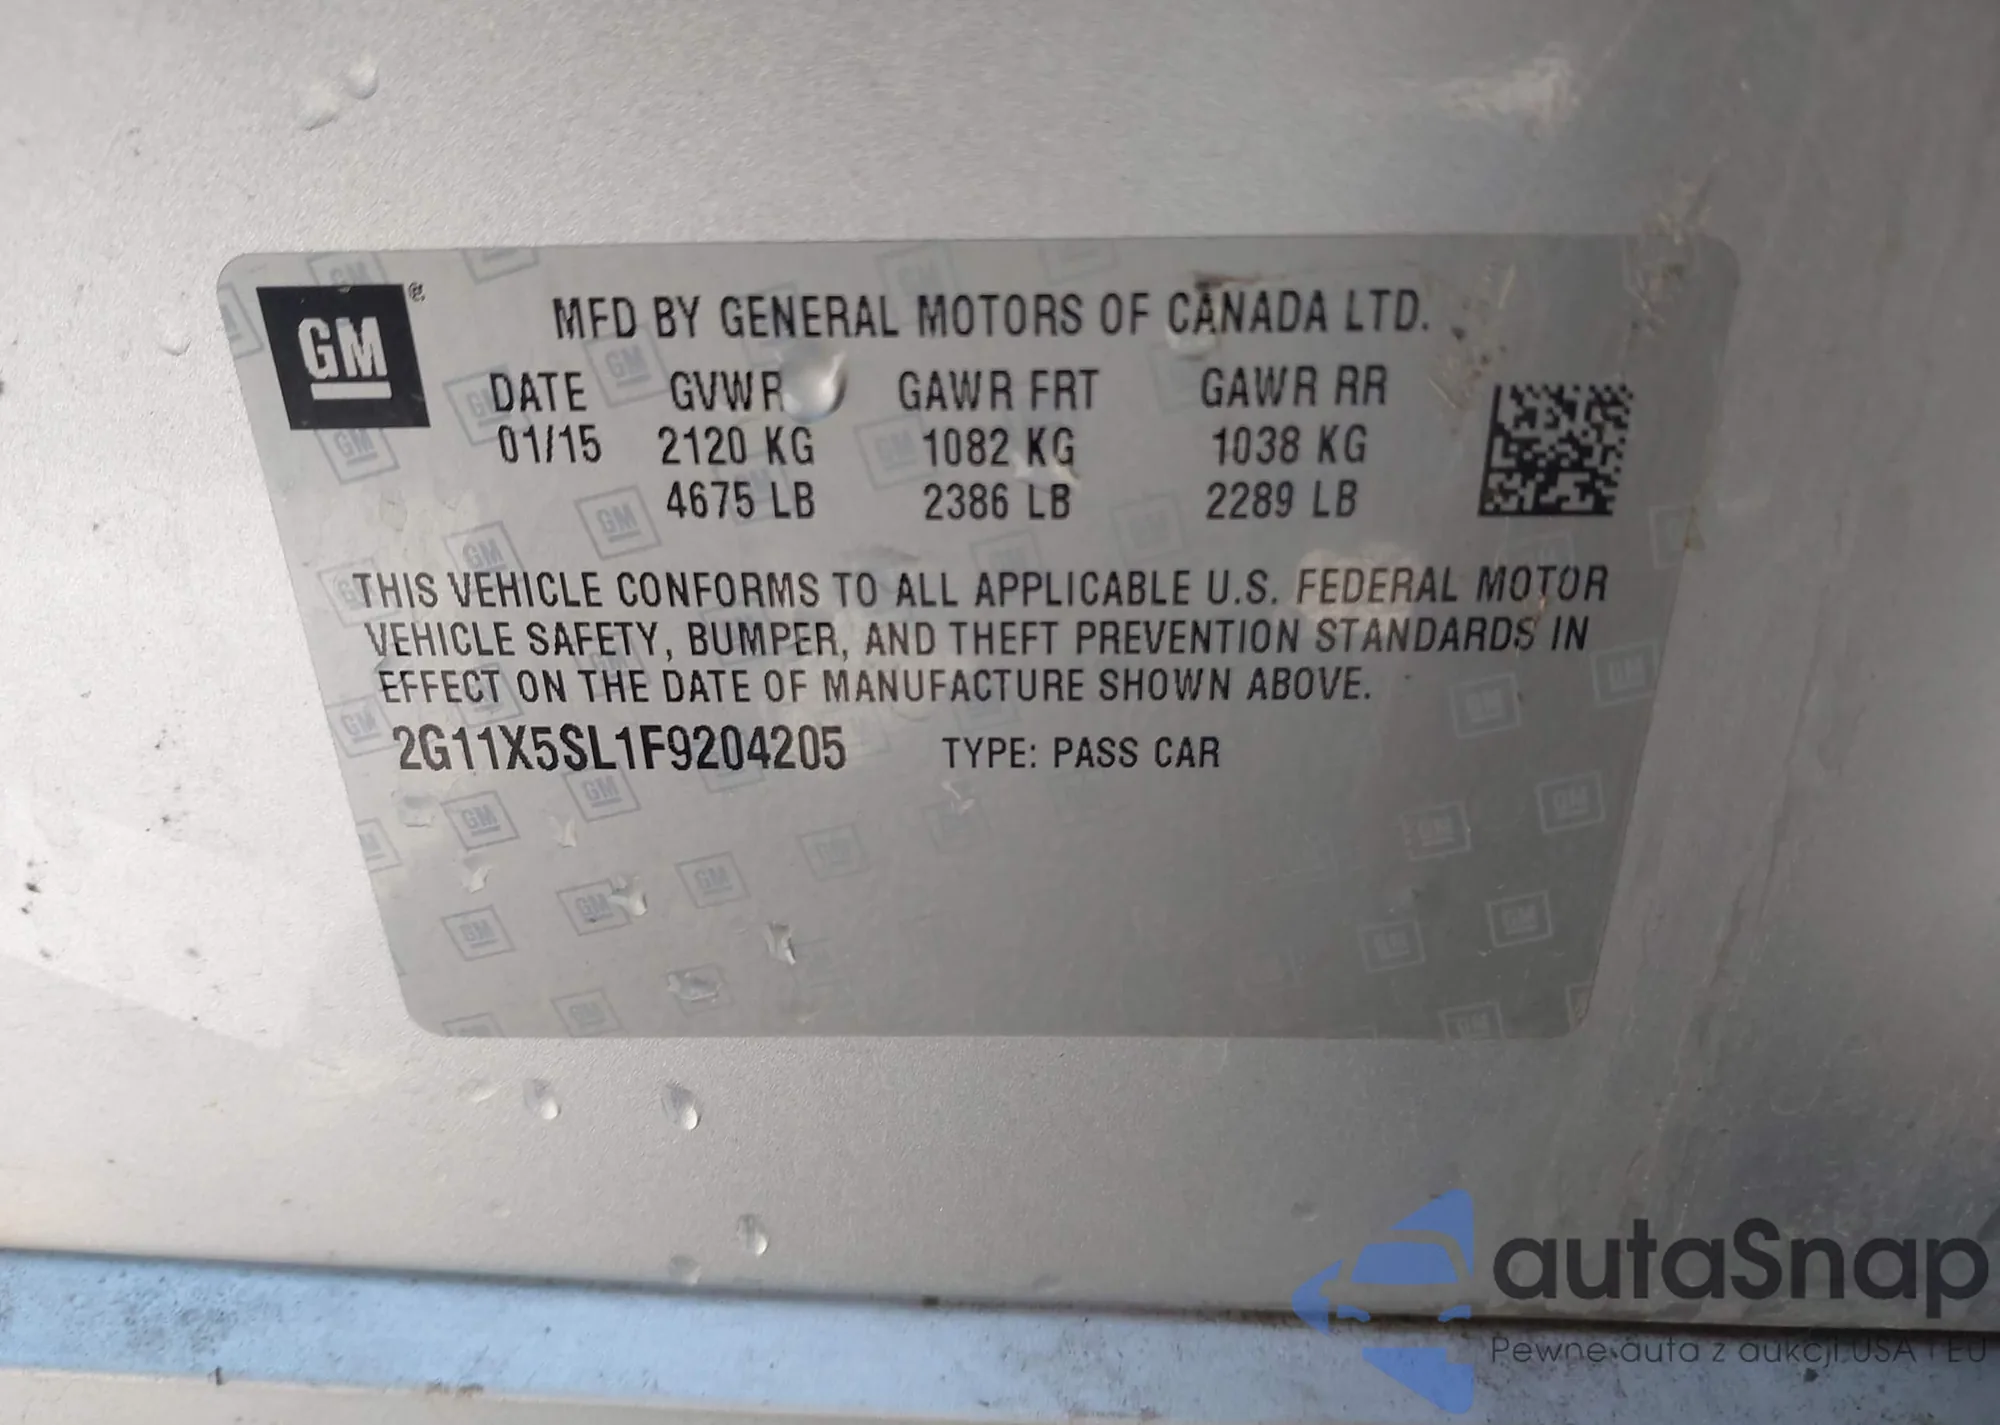 GM®
MFD BY GENERAL MOTORS OF CANADA LTD.
DATE GVWR GAWR FRT GAWR RR
01/15 2120 KG 1082 KG 1038 KG
4675 LB 2386 LB 2289 LB
THIS VEHICLE CONFORMS TO ALL APPLICABLE U.S. FEDERAL MOTOR
VEHICLE SAFETY, BUMPER, AND THEFT PREVENTION STANDARDS IN
EFFECT ON THE DATE OF MANUFACTURE SHOWN ABOVE.
2G11X5SL1F9204205 TYPE: PASS CAR
autaSnap
Pewne auta z aukcji USA i EU